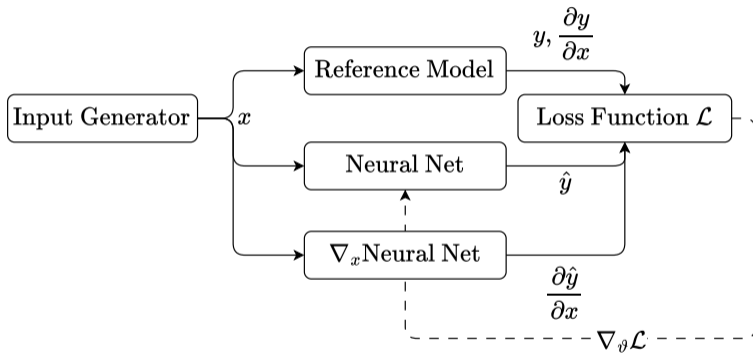 y, ∂y/∂x
Reference Model
Input Generator
x
Loss Function ℒ
Neural Net
ŷ
∇ₓNeural Net
∂ŷ/∂x
∇_ϑℒ